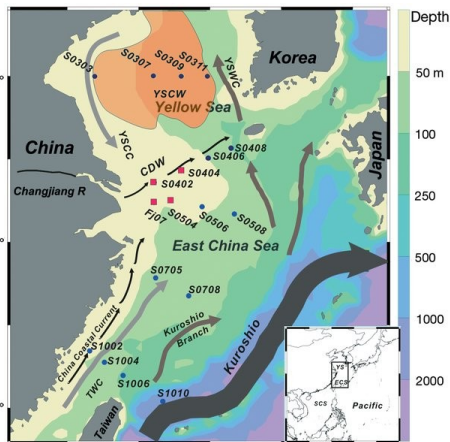 Depth
Korea
S0303
S0307
S0309
S0311
50 m
YSWC
YSCW
Yellow Sea
100
China
YSCC
Japan
S0408
S0406
CDW
S0404
S0402
Changjiang R
250
FJ07
S0504
S0506
S0508
East China Sea
500
S0705
S0708
1000
China Coastal Current
Kuroshio
Branch
Kuroshio
S1002
S1004
2000
TWC
S1006
S1010
Taiwan
YS
ECS
SCS
Pacific